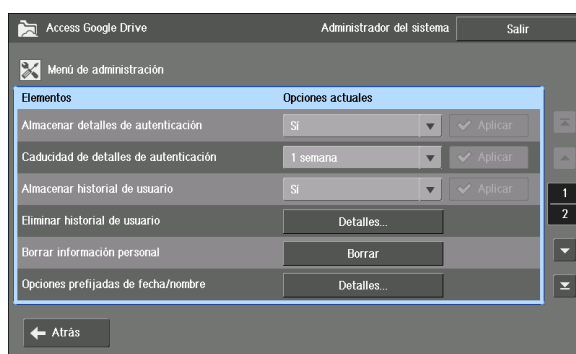 Access Google Drive Administrador del sistema Salir
Menú de administración
Elementos Opciones actuales
Almacenar detalles de autenticación Sí Aplicar
Caducidad de detalles de autenticación 1 semana Aplicar
Almacenar historial de usuario Sí Aplicar
1
Eliminar historial de usuario Detalles...
2
Borrar información personal Borrar
Opciones prefijadas de fecha/nombre Detalles...
Atrás